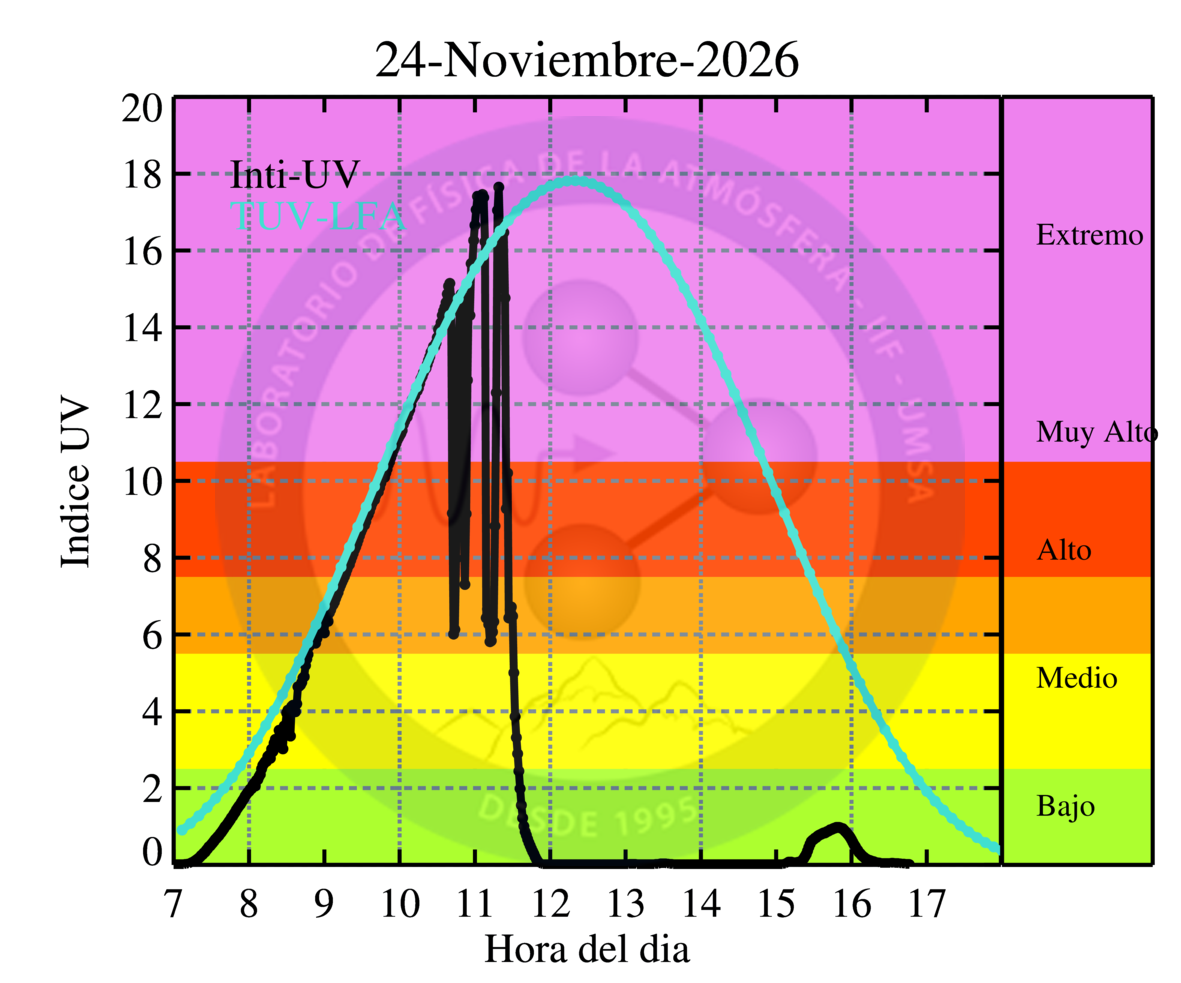 24-Noviembre-2026
20
18
16
14
12
10
8
6
4
2
0
Indice UV
Inti-UV
TUV-LFA
LABORATORIO DE FÍSICA DE LA ATMÓSFERA - IIF - UMSA
DESDE 1995
Extremo
Muy Alto
Alto
Medio
Bajo
7 8 9 10 11 12 13 14 15 16 17
Hora del dia